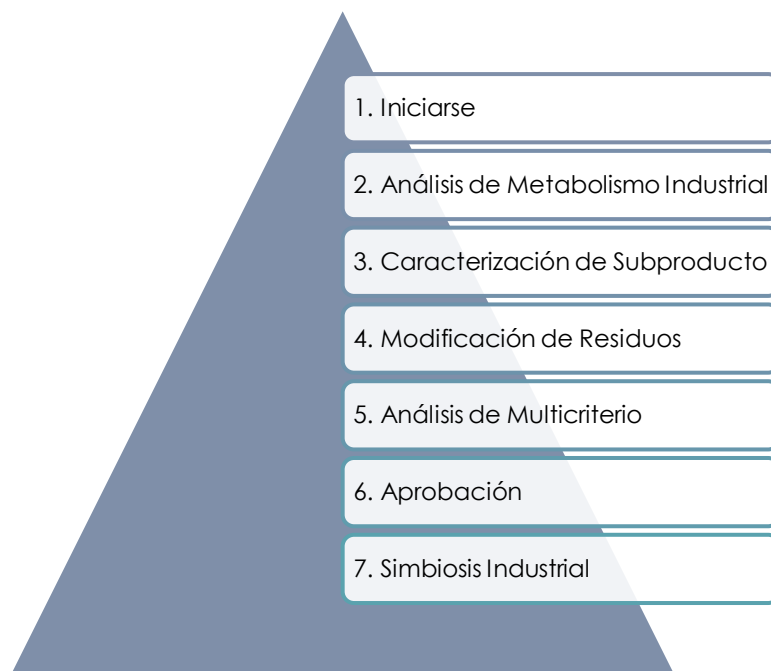 1. Iniciarse
2. Análisis de Metabolismo Industrial
3. Caracterización de Subproducto
4. Modificación de Residuos
5. Análisis de Multicriterio
6. Aprobación
7. Simbiosis Industrial